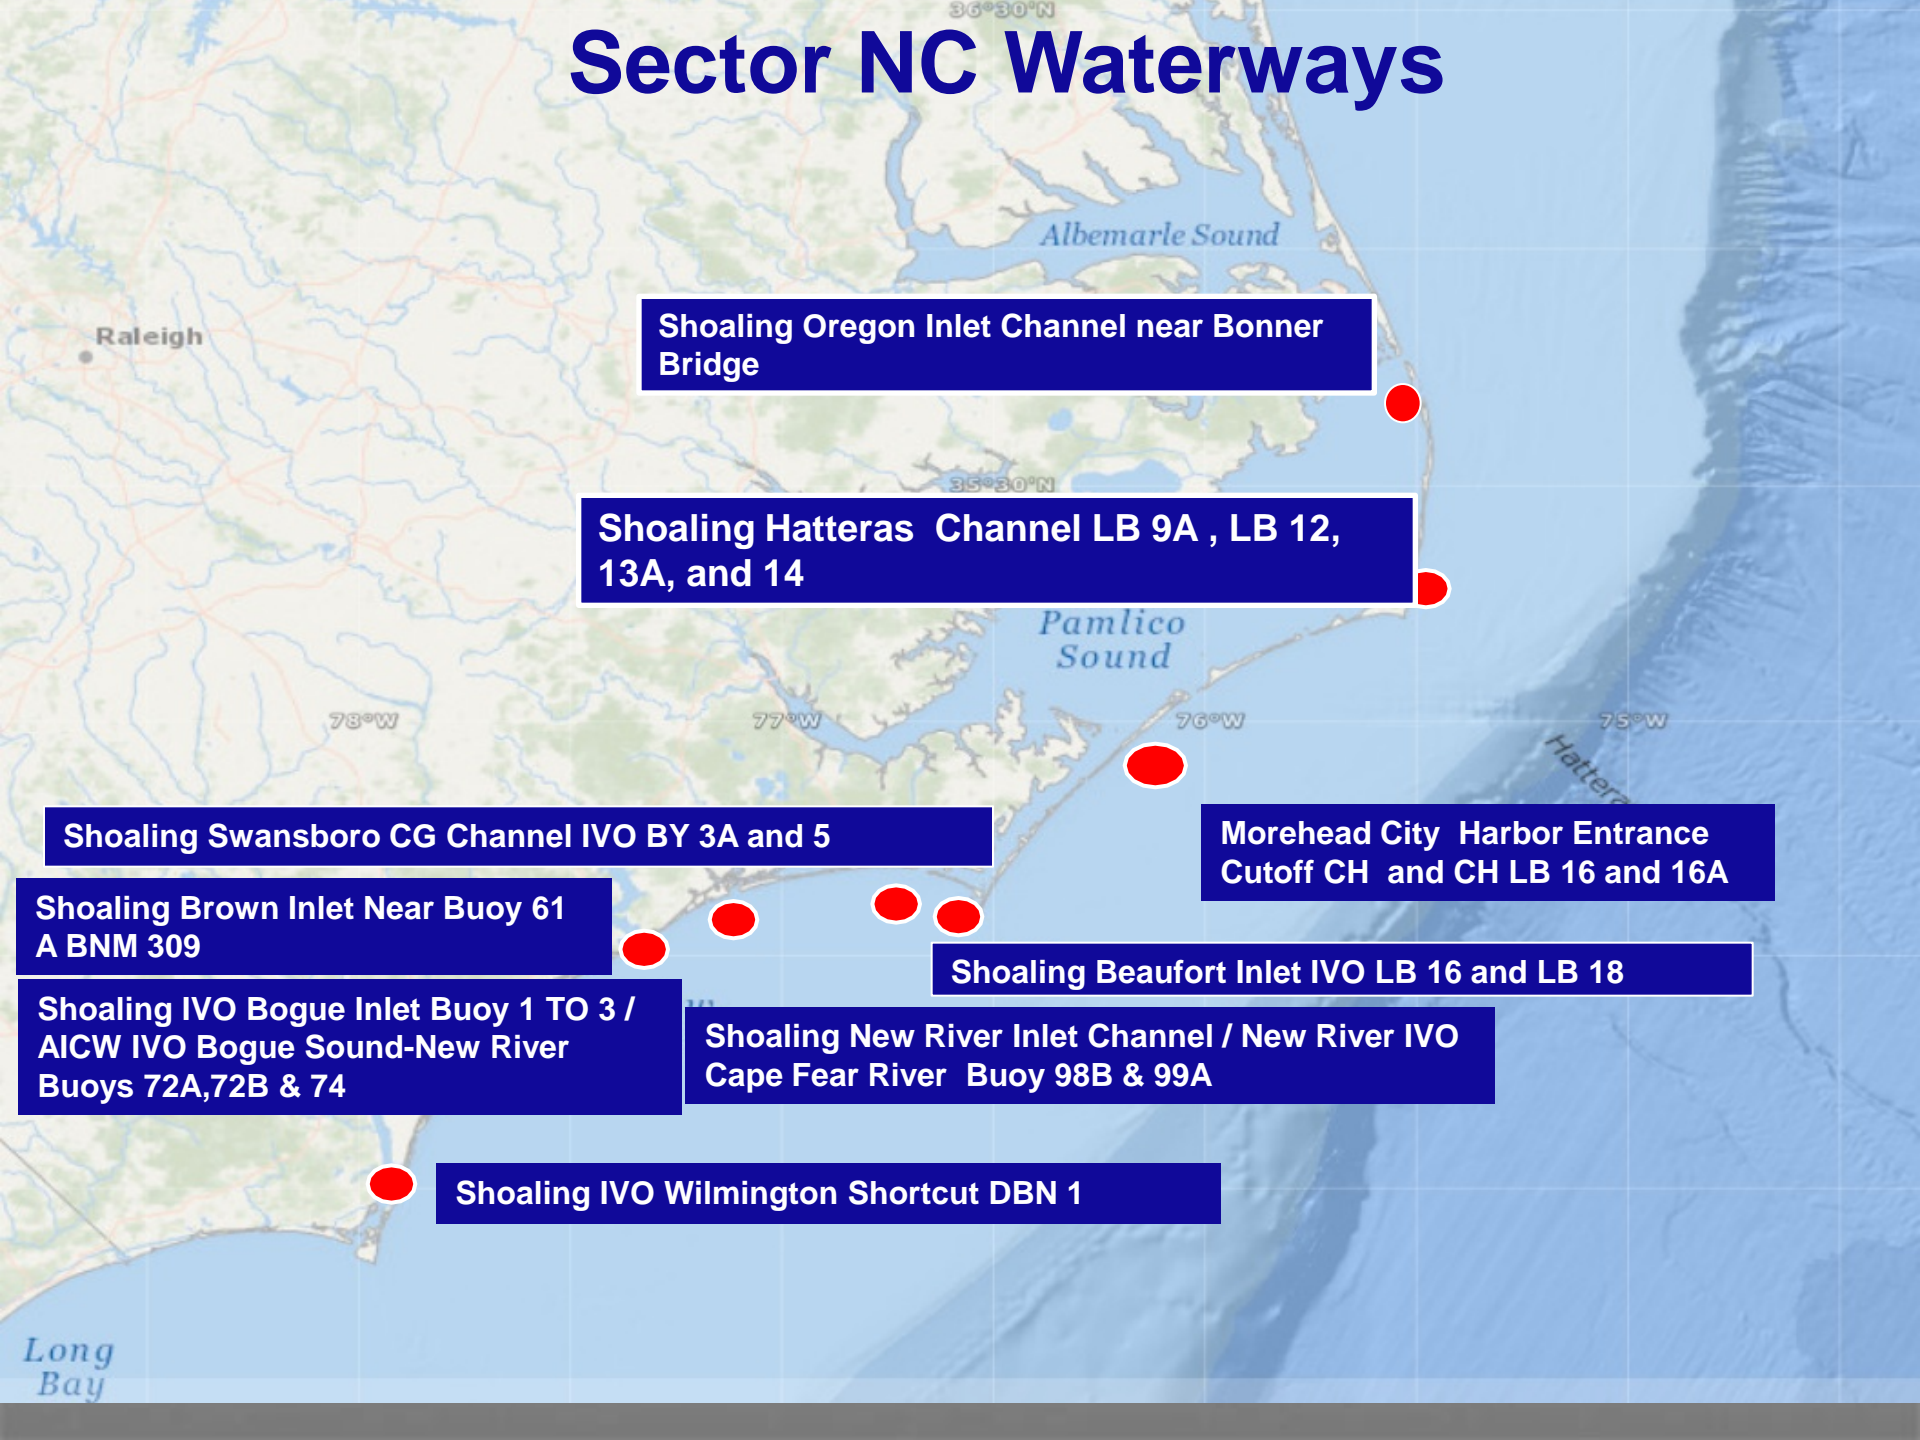 36°30'N
Sector NC Waterways
Albemarle Sound
Raleigh
Shoaling Oregon Inlet Channel near Bonner
Bridge
35°30'N
Shoaling Hatteras  Channel LB 9A , LB 12,
13A, and 14
Pamlico
Sound
78°W
77°W
76°W
75°W
Hattera
Shoaling Swansboro CG Channel IVO BY 3A and 5
Morehead City  Harbor Entrance
Cutoff CH  and CH LB 16 and 16A
Shoaling Brown Inlet Near Buoy 61
A BNM 309
Shoaling Beaufort Inlet IVO LB 16 and LB 18
Shoaling IVO Bogue Inlet Buoy 1 TO 3 /
AICW IVO Bogue Sound-New River
Buoys 72A,72B & 74
Shoaling New River Inlet Channel / New River IVO
Cape Fear River  Buoy 98B & 99A
Shoaling IVO Wilmington Shortcut DBN 1
Long
Bay